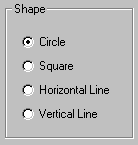 Shape
Circle
Square
Horizontal Line
Vertical Line